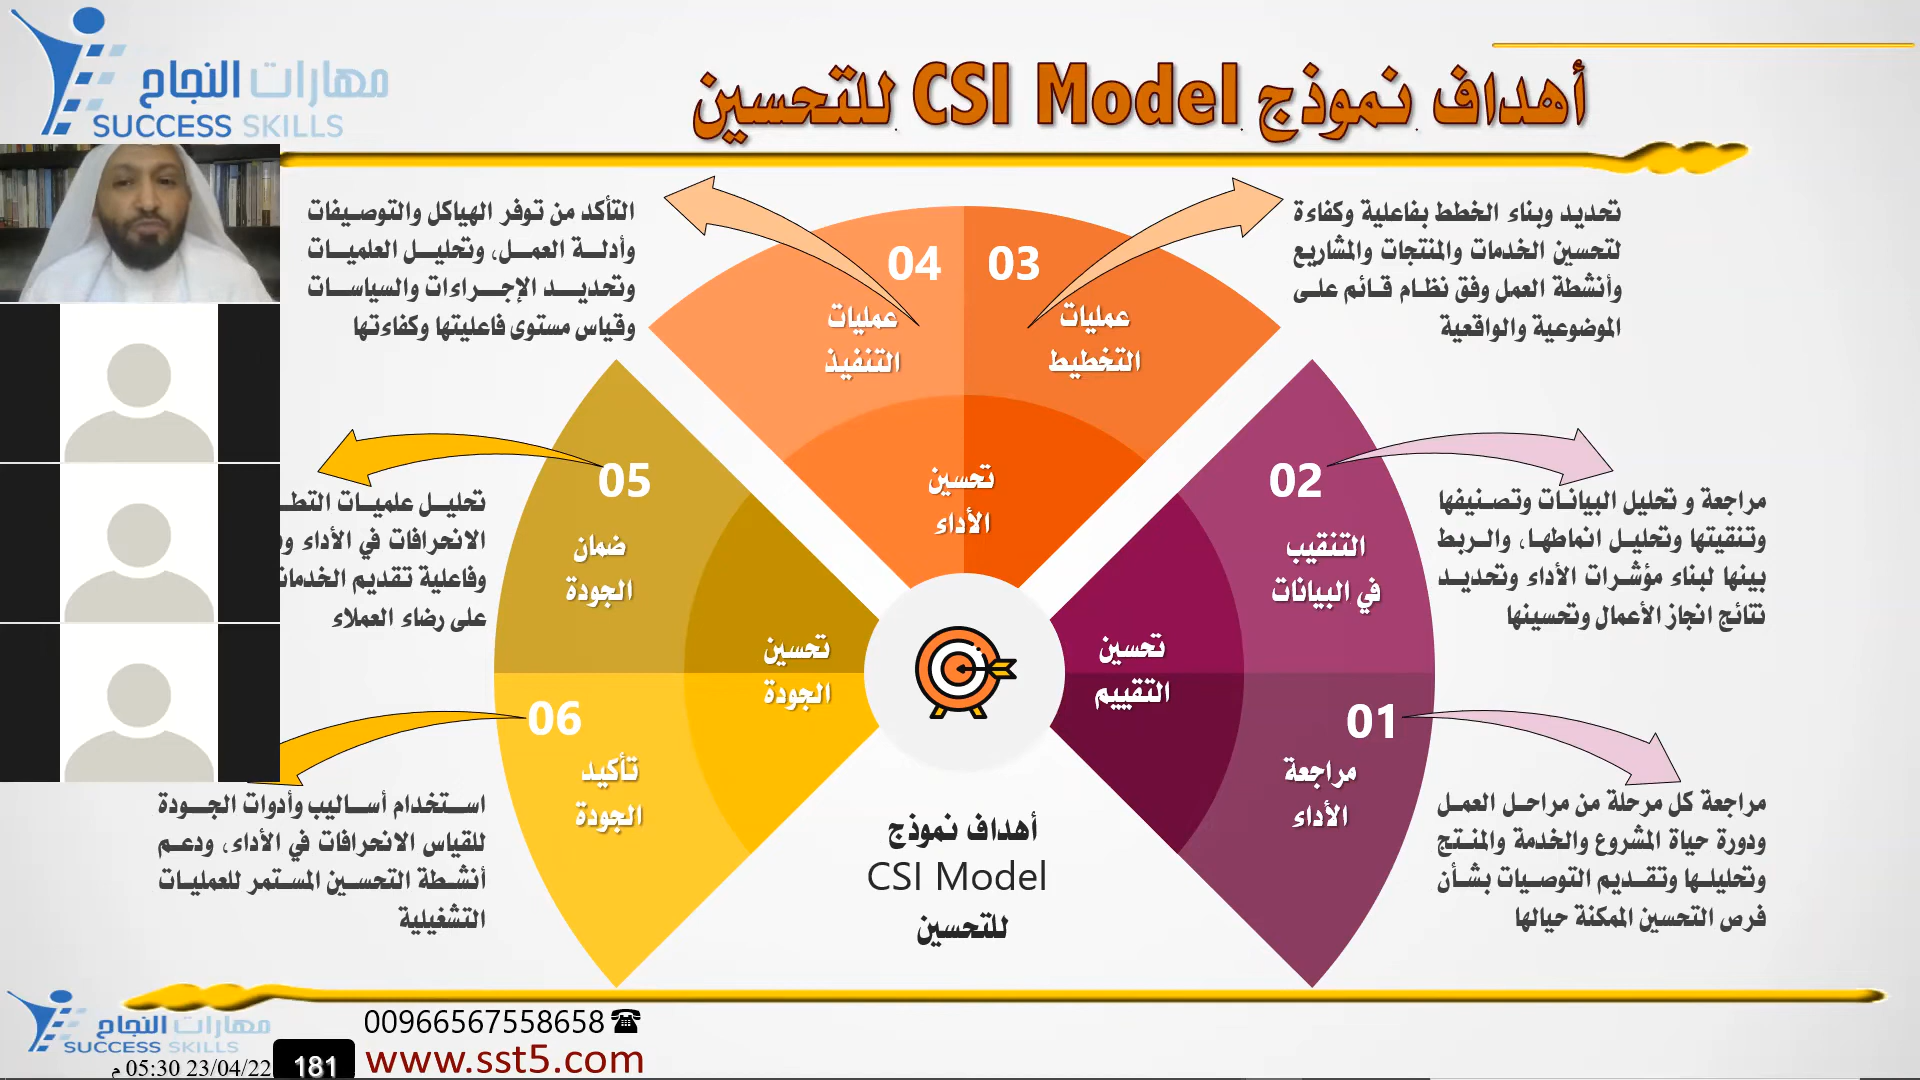 مهارات النجاح
SUCCESS SKILLS
أهداف نموذج CSI Model للتحسين
تحديد وبناء الخطط بفاعلية وكفاءة
لتحسين الخدمات والمنتجات والمشاريع
وأنشطة العمل وفق نظام قائم على
الموضوعية والواقعية
03
عمليات
التخطيط
04
عمليات
التنفيذ
التأكد من توفر الهياكل والتوصيفات
وأدلة العمل، وتحليل العلميات
وتحديد الإجراءات والسياسات
وقياس مستوى فاعليتها وكفاءتها
تحسين
الأداء
مراجعة و تحليل البيانات وتصنيفها
وتنقيتها وتحليل انماطها، والربط
بينها لبناء مؤشرات الأداء وتحديد
نتائج انجاز الأعمال وتحسينها
02
التنقيب
في البيانات
تحسين
التقييم
01
مراجعة
الأداء
مراجعة كل مرحلة من مراحل العمل
ودورة حياة المشروع والخدمة والمنتج
وتحليلها وتقديم التوصيات بشأن
فرص التحسين الممكنة حيالها
05
ضمان
الجودة
تحسين
الجودة
تحليل علميات
الانحرافات في الأداء
وفاعلية تقديم
على رضاء العملاء
06
تأكيد
الجودة
استخدام أساليب وأدوات الجودة
للقياس الانحرافات في الأداء، ودعم
أنشطة التحسين المستمر للعمليات
التشغيلية
أهداف نموذج
CSI Model
للتحسين
مهارات النجاح
SUCCESS SKILLS
00966567558658
www.sst5.com
181
23/04/22 05:30 م